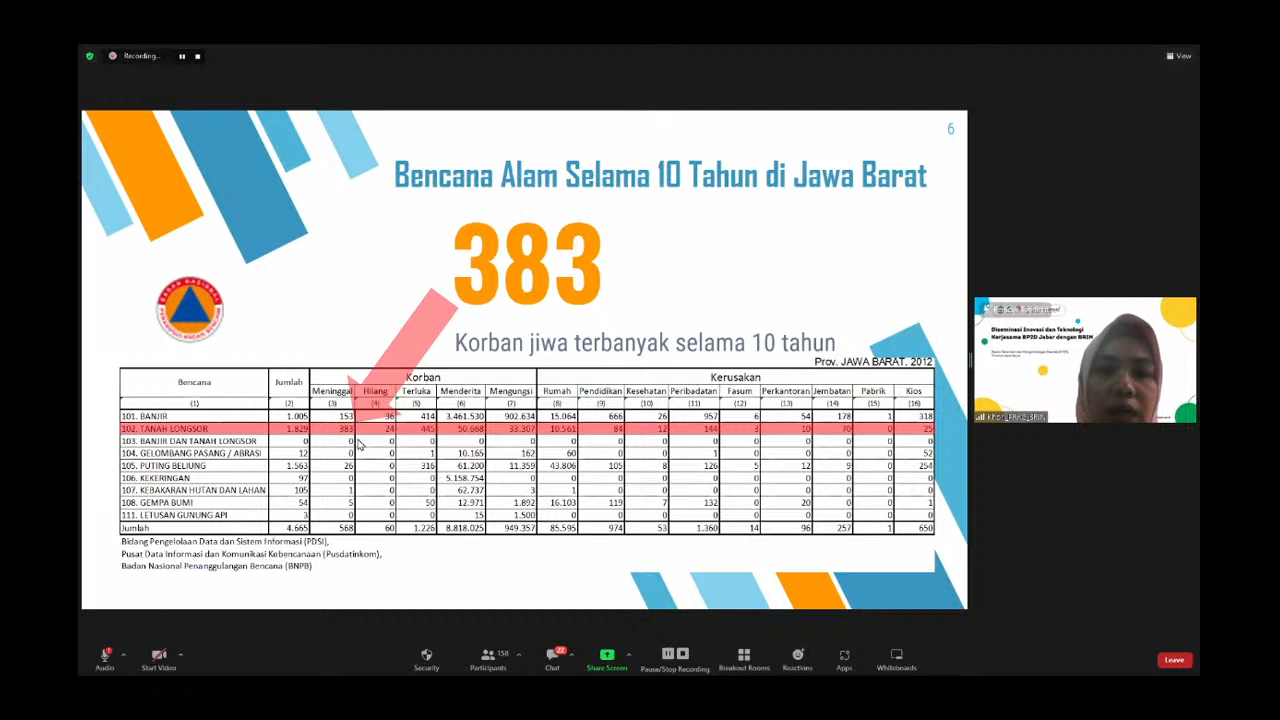 Recording...
View
6
Bencana Alam Selama 10 Tahun di Jawa Barat
383
Korban jiwa terbanyak selama 10 tahun
Prov. JAWA BARAT, 2012
Bencana Jumlah Korban Kerusakan
Meninggal Hilang Terluka Menderita Mengungsi Rumah Pendidikan Kesehatan Peribadatan Fasum Perkantoran Jembatan Pabrik Kios
(1) (2) (3) (4) (5) (6) (7) (8) (9) (10) (11) (12) (13) (14) (15) (16)
101. BANJIR 1.005 153 36 414 3.461.530 902.634 15.064 666 26 957 6 54 178 1 318
102. TANAH LONGSOR 1.829 383 24 445 50.668 33.307 10.561 84 12 144 3 10 70 0 25
103. BANJIR DAN TANAH LONGSOR 0 0 0 0 0 0 0 0 0 0 0 0 0 0 0
104. GELOMBANG PASANG / ABRASI 12 0 0 1 10.165 162 60 0 0 1 0 0 0 0 52
105. PUTING BELIUNG 1.563 26 0 316 61.200 11.359 43.806 105 8 126 5 12 9 0 254
106. KEKERINGAN 97 0 0 0 5.158.754 0 0 0 0 0 0 0 0 0 0
107. KEBAKARAN HUTAN DAN LAHAN 105 1 0 0 62.737 3 1 0 0 0 0 0 0 0 0
108. GEMPA BUMI 54 5 0 50 12.971 1.892 16.103 119 7 132 0 20 0 0 1
111. LETUSAN GUNUNG API 3 0 0 0 15 1.500 0 0 0 0 0 0 0 0 0
Jumlah 4.665 568 60 1.226 8.818.025 949.357 85.595 974 53 1.360 14 96 257 1 650
Bidang Pengelolaan Data dan Sistem Informasi (PDSI),
Pusat Data Informasi dan Komunikasi Kebencanaan (Pusdatinkom),
Badan Nasional Penanggulangan Bencana (BNPB)
Diseminasi Inovasi dan Teknologi
Kerjasama BP2D Jabar dengan BRIN
Audio
Start Video
Security
Participants 158
Chat 22
Share Screen
Pause/Stop Recording
Breakout Rooms
Reactions
Apps
Whiteboards
Leave